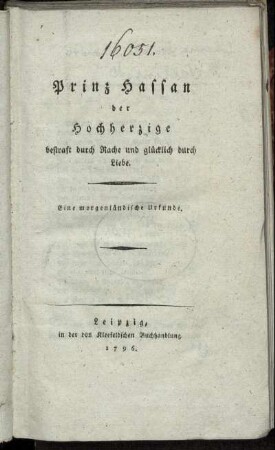 16051.
Prinz Hassan
der
Hochherzige
bestraft durch Rache und glücklich durch
Liebe.
Eine morgenländische Urkunde.
Leipzig,
in der von Kleefeldschen Buchhandlung
1796.